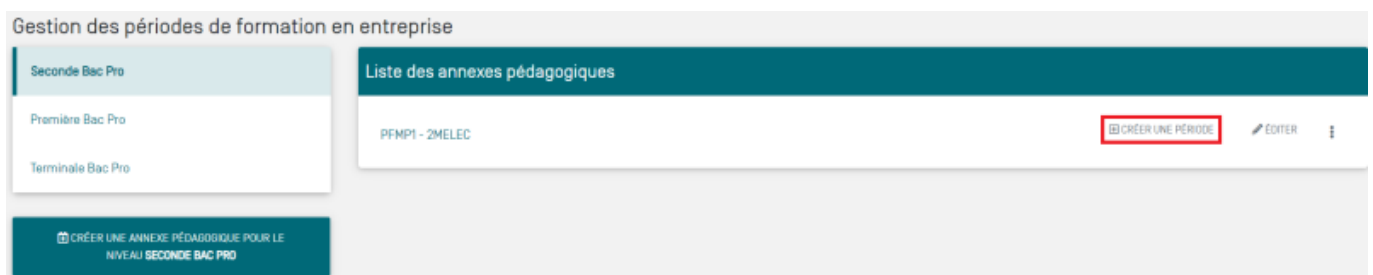 Gestion des périodes de formation en entreprise
Seconde Bac Pro
Première Bac Pro
Terminale Bac Pro
CRÉER UNE ANNEXE PÉDAGOGIQUE POUR LE
NIVEAU SECONDE BAC PRO
Liste des annexes pédagogiques
PFMP1 - 2MELEC
CRÉER UNE PÉRIODE
ÉDITER